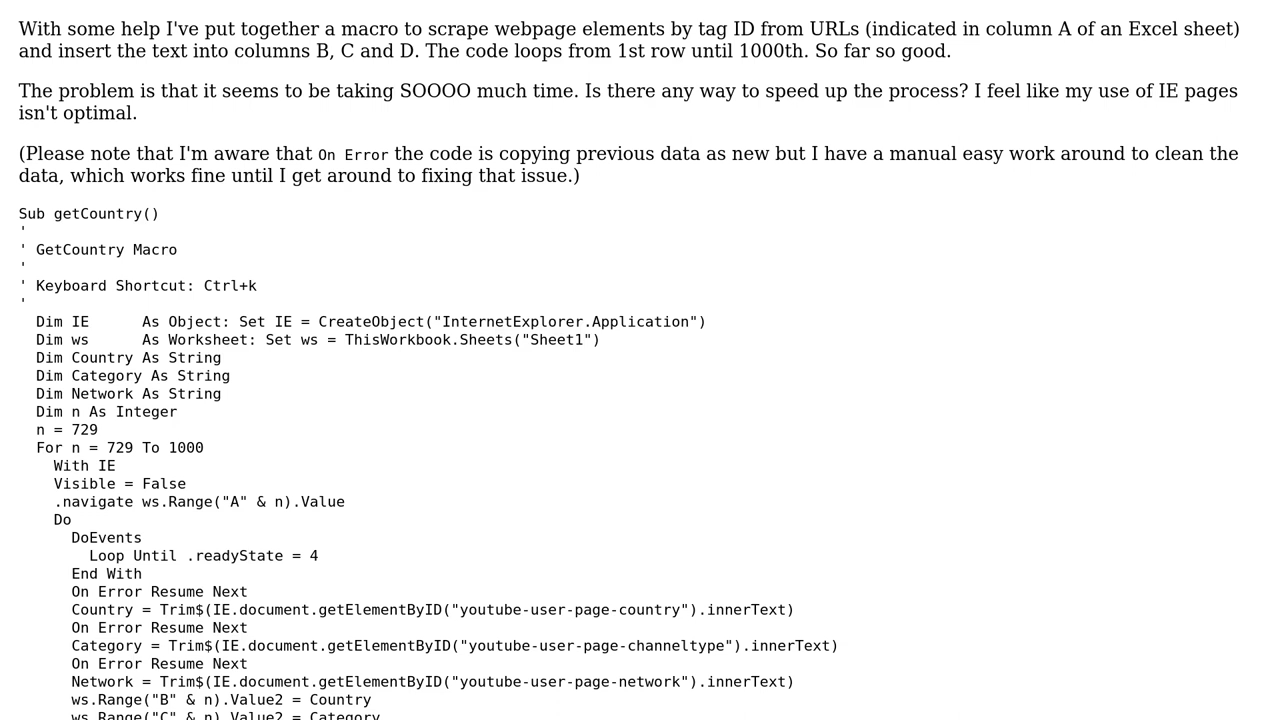 With some help I've put together a macro to scrape webpage elements by tag ID from URLs (indicated in column A of an Excel sheet)
and insert the text into columns B, C and D. The code loops from 1st row until 1000th. So far so good.
The problem is that it seems to be taking SOOOO much time. Is there any way to speed up the process? I feel like my use of IE pages
isn't optimal.
(Please note that I'm aware that On Error the code is copying previous data as new but I have a manual easy work around to clean the
data, which works fine until I get around to fixing that issue.)
Sub getCountry()
'
' GetCountry Macro
'
' Keyboard Shortcut: Ctrl+k
'
  Dim IE      As Object: Set IE = CreateObject("InternetExplorer.Application")
  Dim ws      As Worksheet: Set ws = ThisWorkbook.Sheets("Sheet1")
  Dim Country As String
  Dim Category As String
  Dim Network As String
  Dim n As Integer
  n = 729
  For n = 729 To 1000
    With IE
    Visible = False
    .navigate ws.Range("A" & n).Value
    Do
      DoEvents
        Loop Until .readyState = 4
      End With
      On Error Resume Next
      Country = Trim$(IE.document.getElementByID("youtube-user-page-country").innerText)
      On Error Resume Next
      Category = Trim$(IE.document.getElementByID("youtube-user-page-channeltype").innerText)
      On Error Resume Next
      Network = Trim$(IE.document.getElementByID("youtube-user-page-network").innerText)
      ws.Range("B" & n).Value2 = Country
      ws.Range("C" & n).Value2 = Category